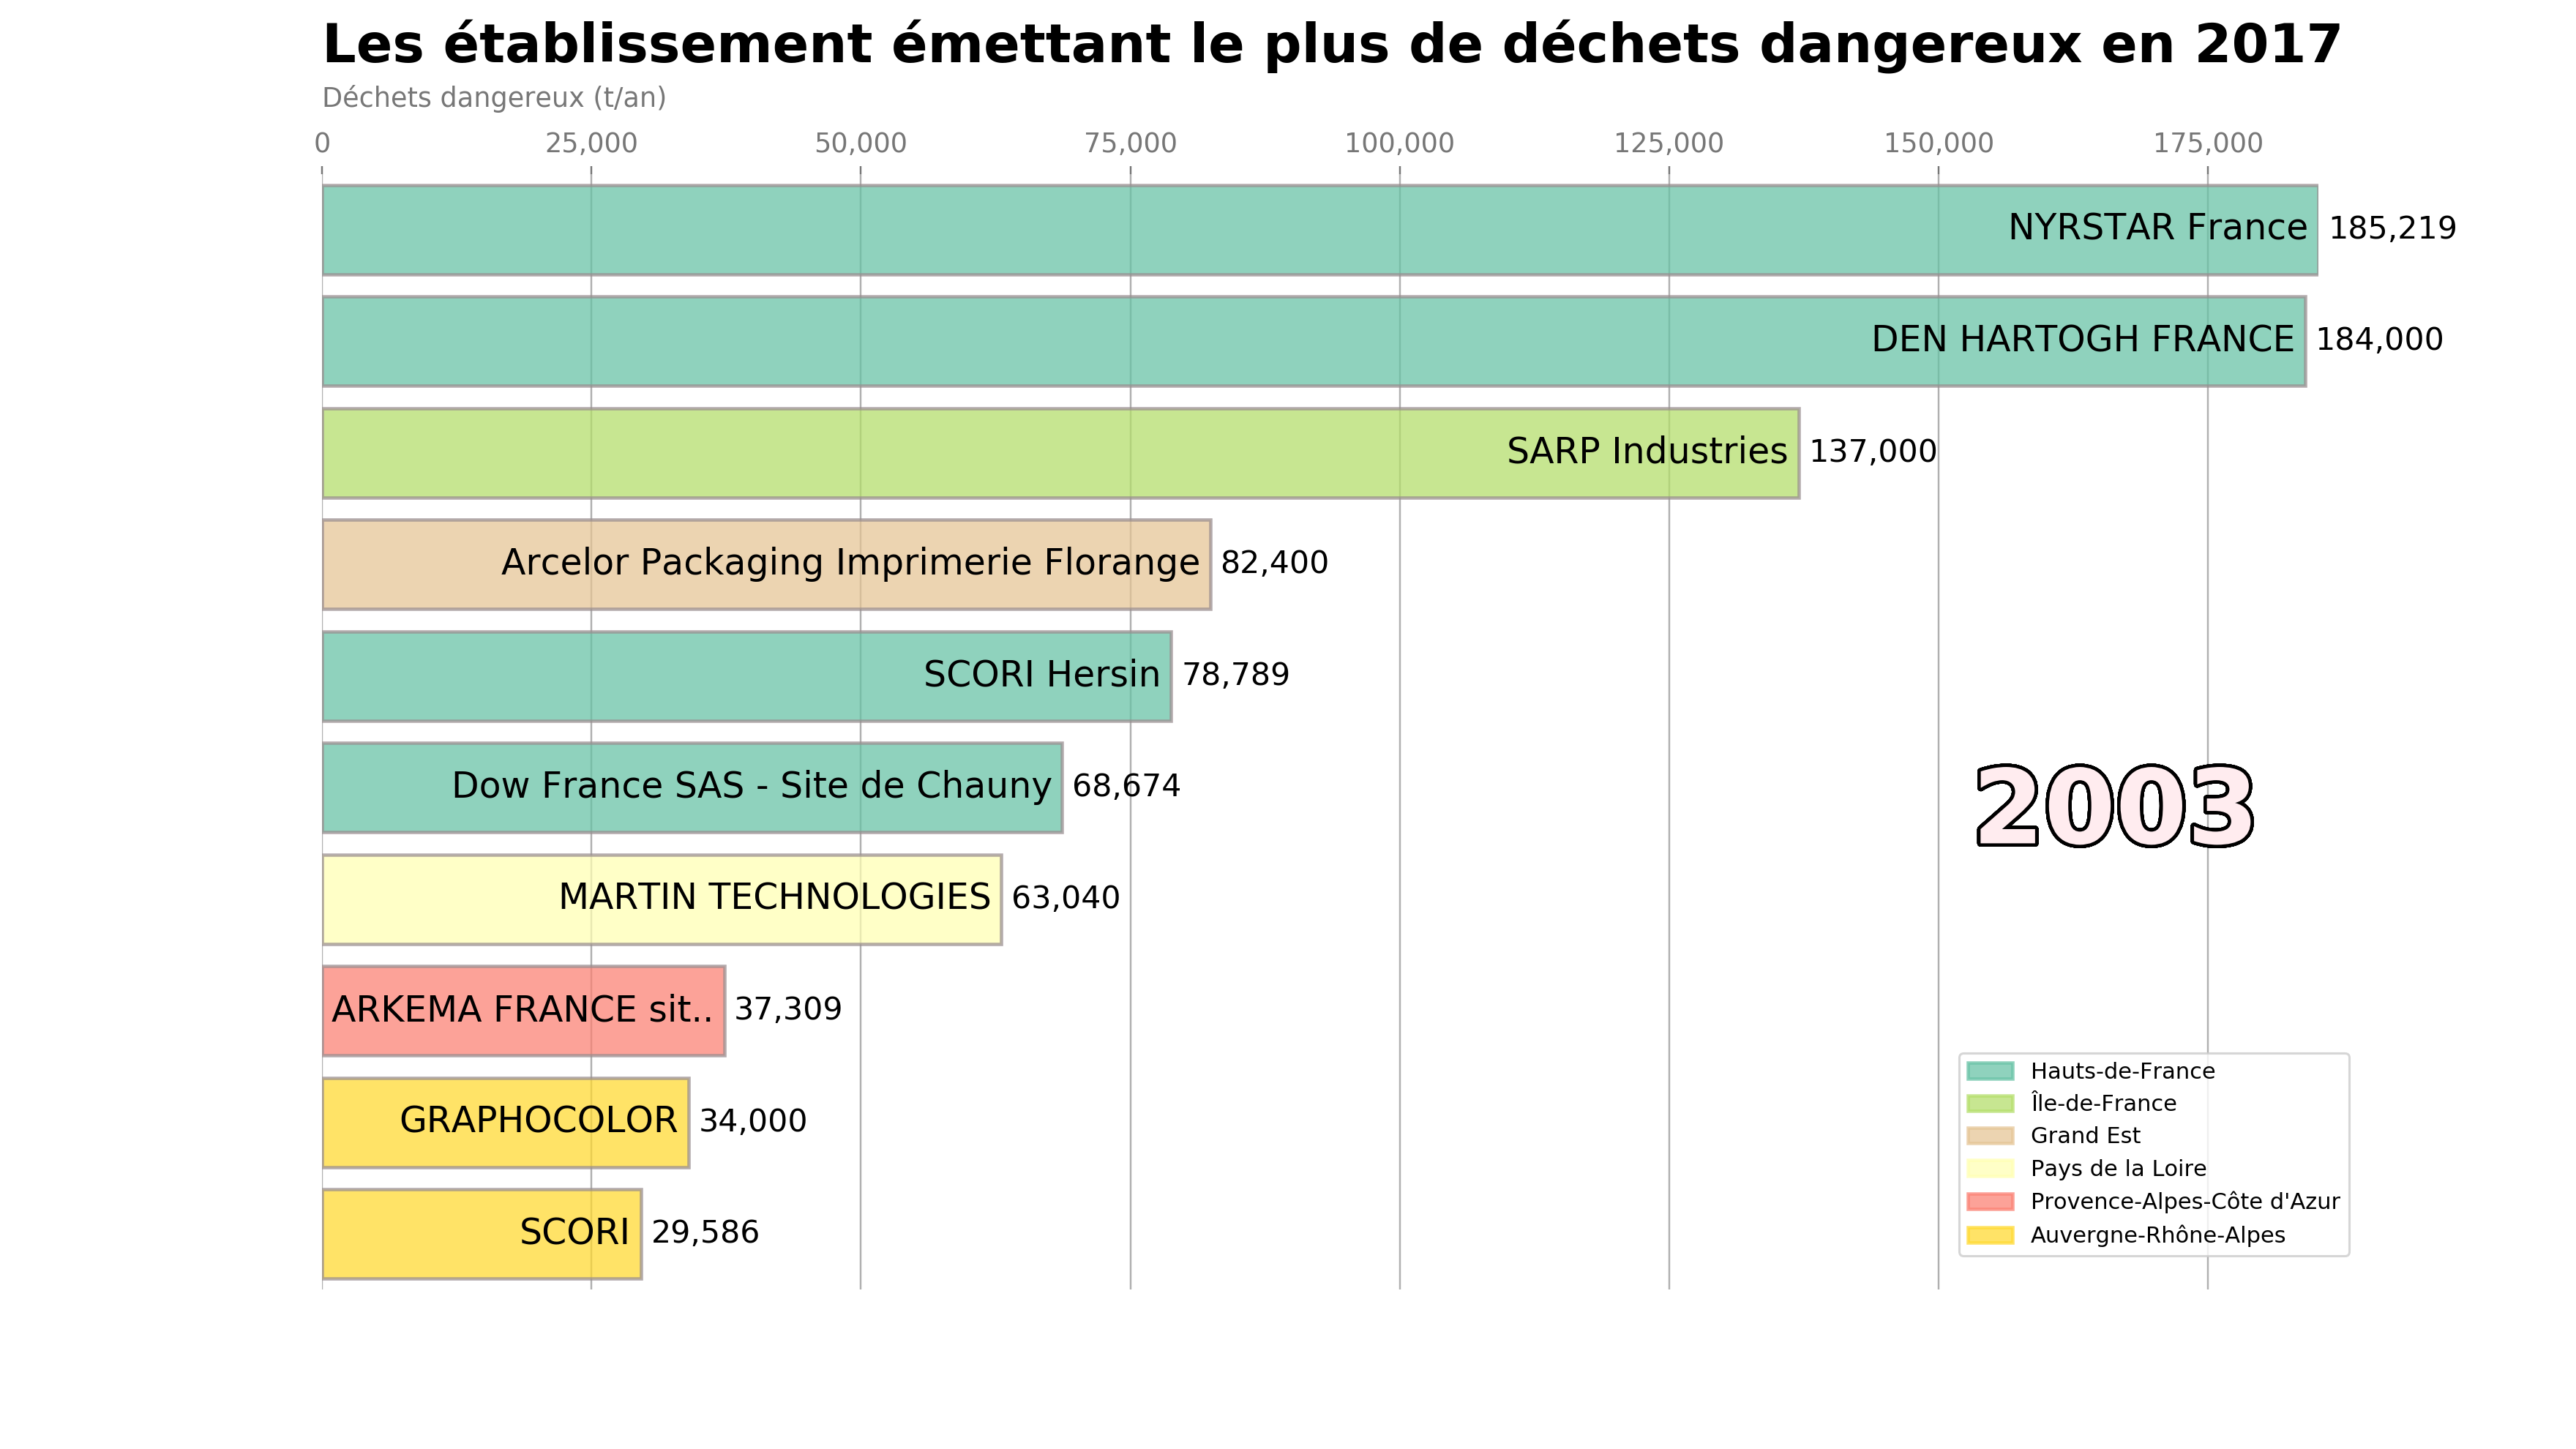 Les établissement émettant le plus de déchets dangereux en 2017
Déchets dangereux (t/an)
0 25,000 50,000 75,000 100,000 125,000 150,000 175,000
NYRSTAR France 185,219
DEN HARTOGH FRANCE 184,000
SARP Industries 137,000
Arcelor Packaging Imprimerie Florange 82,400
SCORI Hersin 78,789
Dow France SAS - Site de Chauny 68,674
2003
MARTIN TECHNOLOGIES 63,040
ARKEMA FRANCE sit.. 37,309
GRAPHOCOLOR 34,000
SCORI 29,586
Hauts-de-France
Île-de-France
Grand Est
Pays de la Loire
Provence-Alpes-Côte d'Azur
Auvergne-Rhône-Alpes